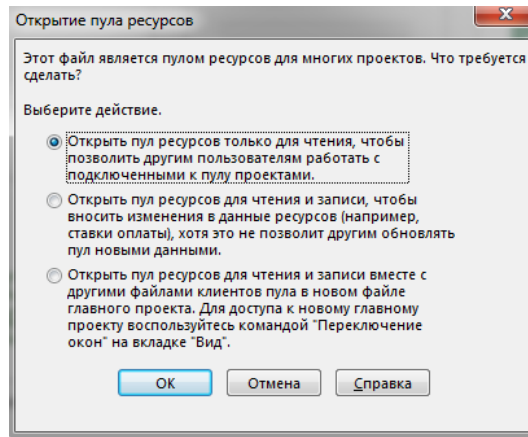 Открытие пула ресурсов
Этот файл является пулом ресурсов для многих проектов. Что требуется
сделать?
Выберите действие.
Открыть пул ресурсов только для чтения, чтобы
позволить другим пользователям работать с
подключенными к пулу проектами.
Открыть пул ресурсов для чтения и записи, чтобы
вносить изменения в данные ресурсов (например,
ставки оплаты), хотя это не позволит другим обновлять
пул новыми данными.
Открыть пул ресурсов для чтения и записи вместе с
другими файлами клиентов пула в новом файле
главного проекта. Для доступа к новому главному
проекту воспользуйтесь командой "Переключение
окон" на вкладке "Вид".
ОК Отмена Справка